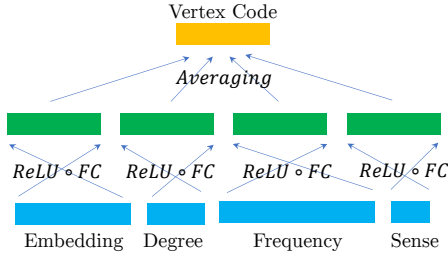 Vertex Code
Averaging
ReLU ∘ FC ReLU ∘ FC ReLU ∘ FC ReLU ∘ FC
Embedding Degree Frequency Sense